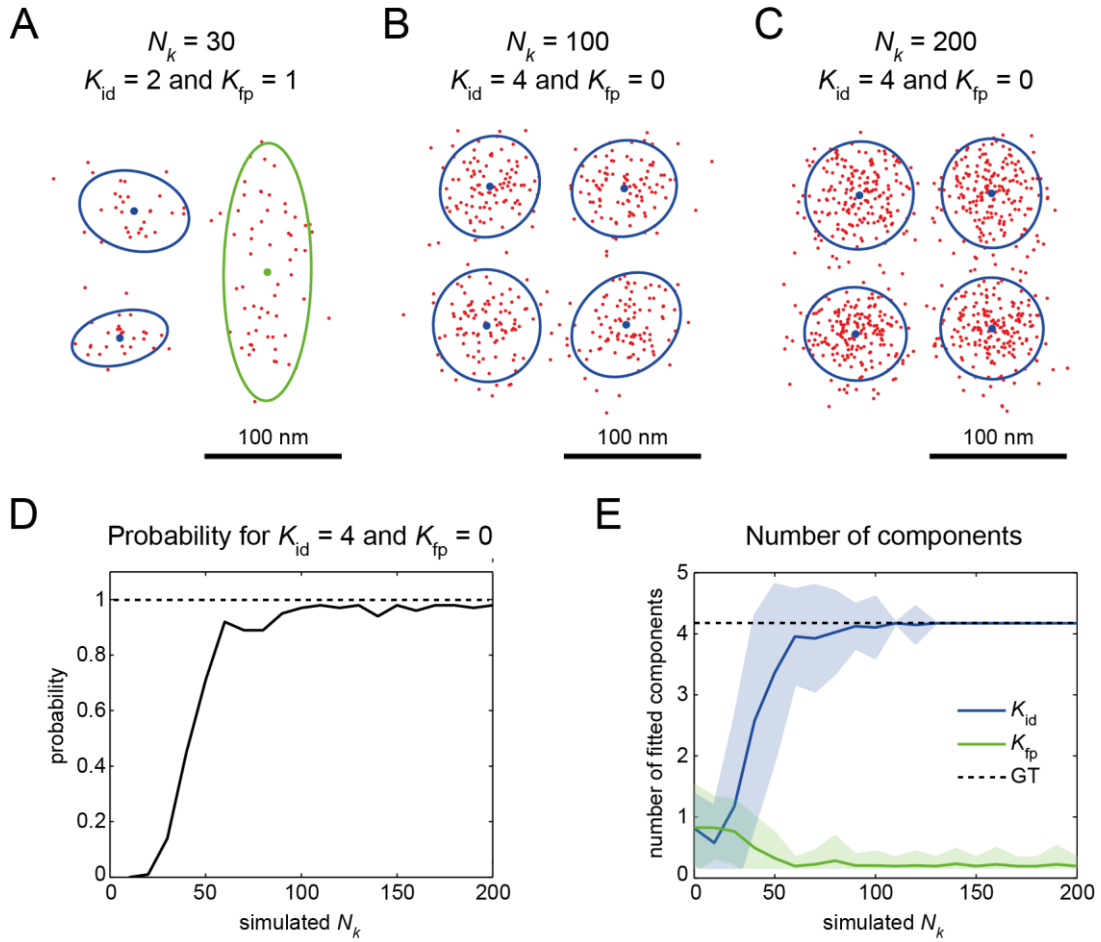 A
N_k = 30
K_id = 2 and K_fp = 1
100 nm
B
N_k = 100
K_id = 4 and K_fp = 0
100 nm
C
N_k = 200
K_id = 4 and K_fp = 0
100 nm
D
Probability for K_id = 4 and K_fp = 0
probability
1
0.8
0.6
0.4
0.2
0
0 50 100 150 200
simulated N_k
E
Number of components
number of fitted components
5
4
3
2
1
0
K_id
K_fp
GT
0 50 100 150 200
simulated N_k